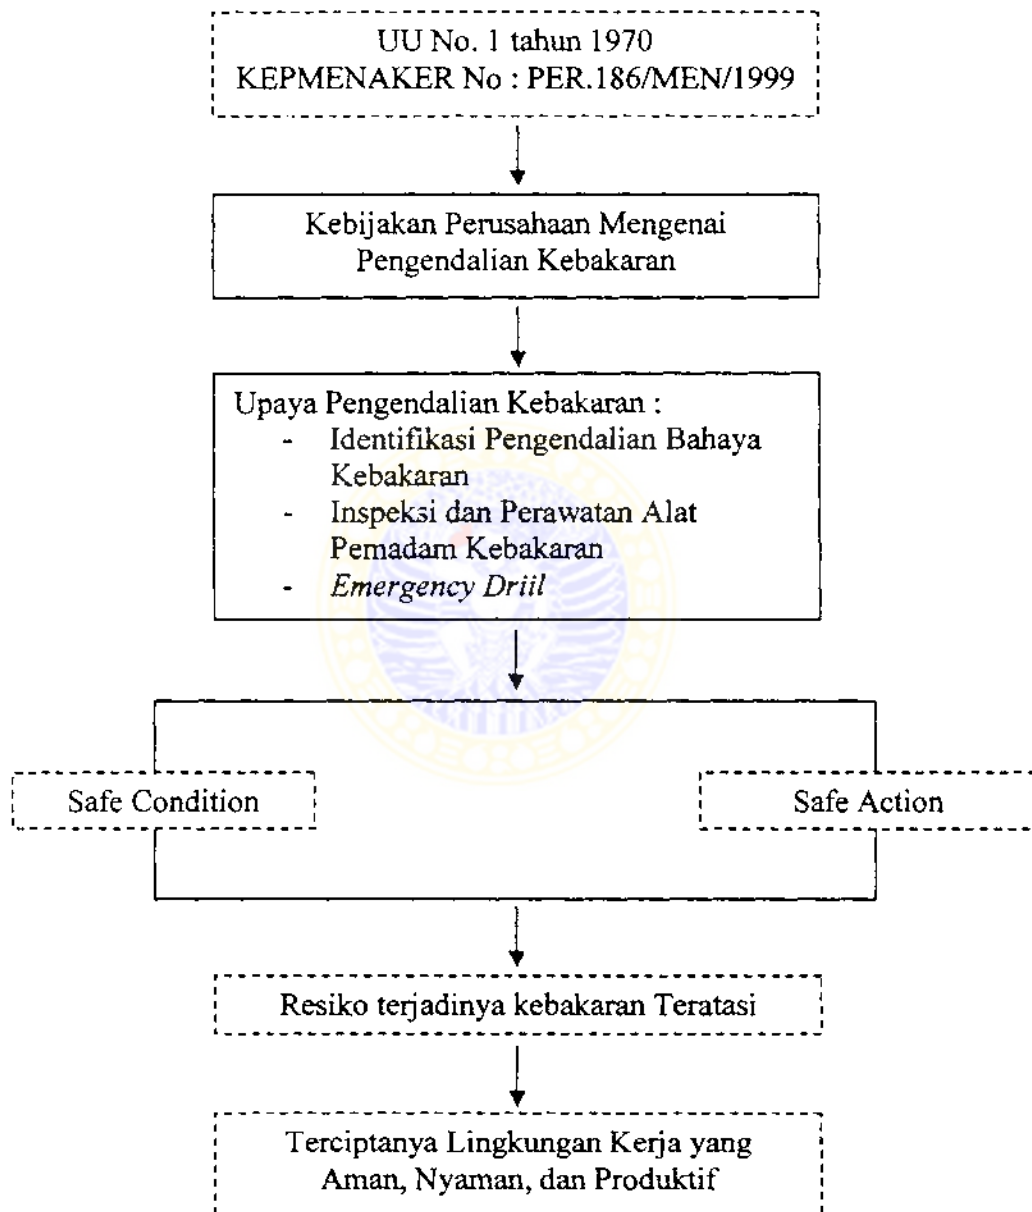 UU No. 1 tahun 1970
KEPMENAKER No : PER.186/MEN/1999
Kebijakan Perusahaan Mengenai
Pengendalian Kebakaran
Upaya Pengendalian Kebakaran :
- Identifikasi Pengendalian Bahaya
Kebakaran
- Inspeksi dan Perawatan Alat
Pemadam Kebakaran
- Emergency Driil
Safe Condition
Safe Action
Resiko terjadinya kebakaran Teratasi
Terciptanya Lingkungan Kerja yang
Aman, Nyaman, dan Produktif